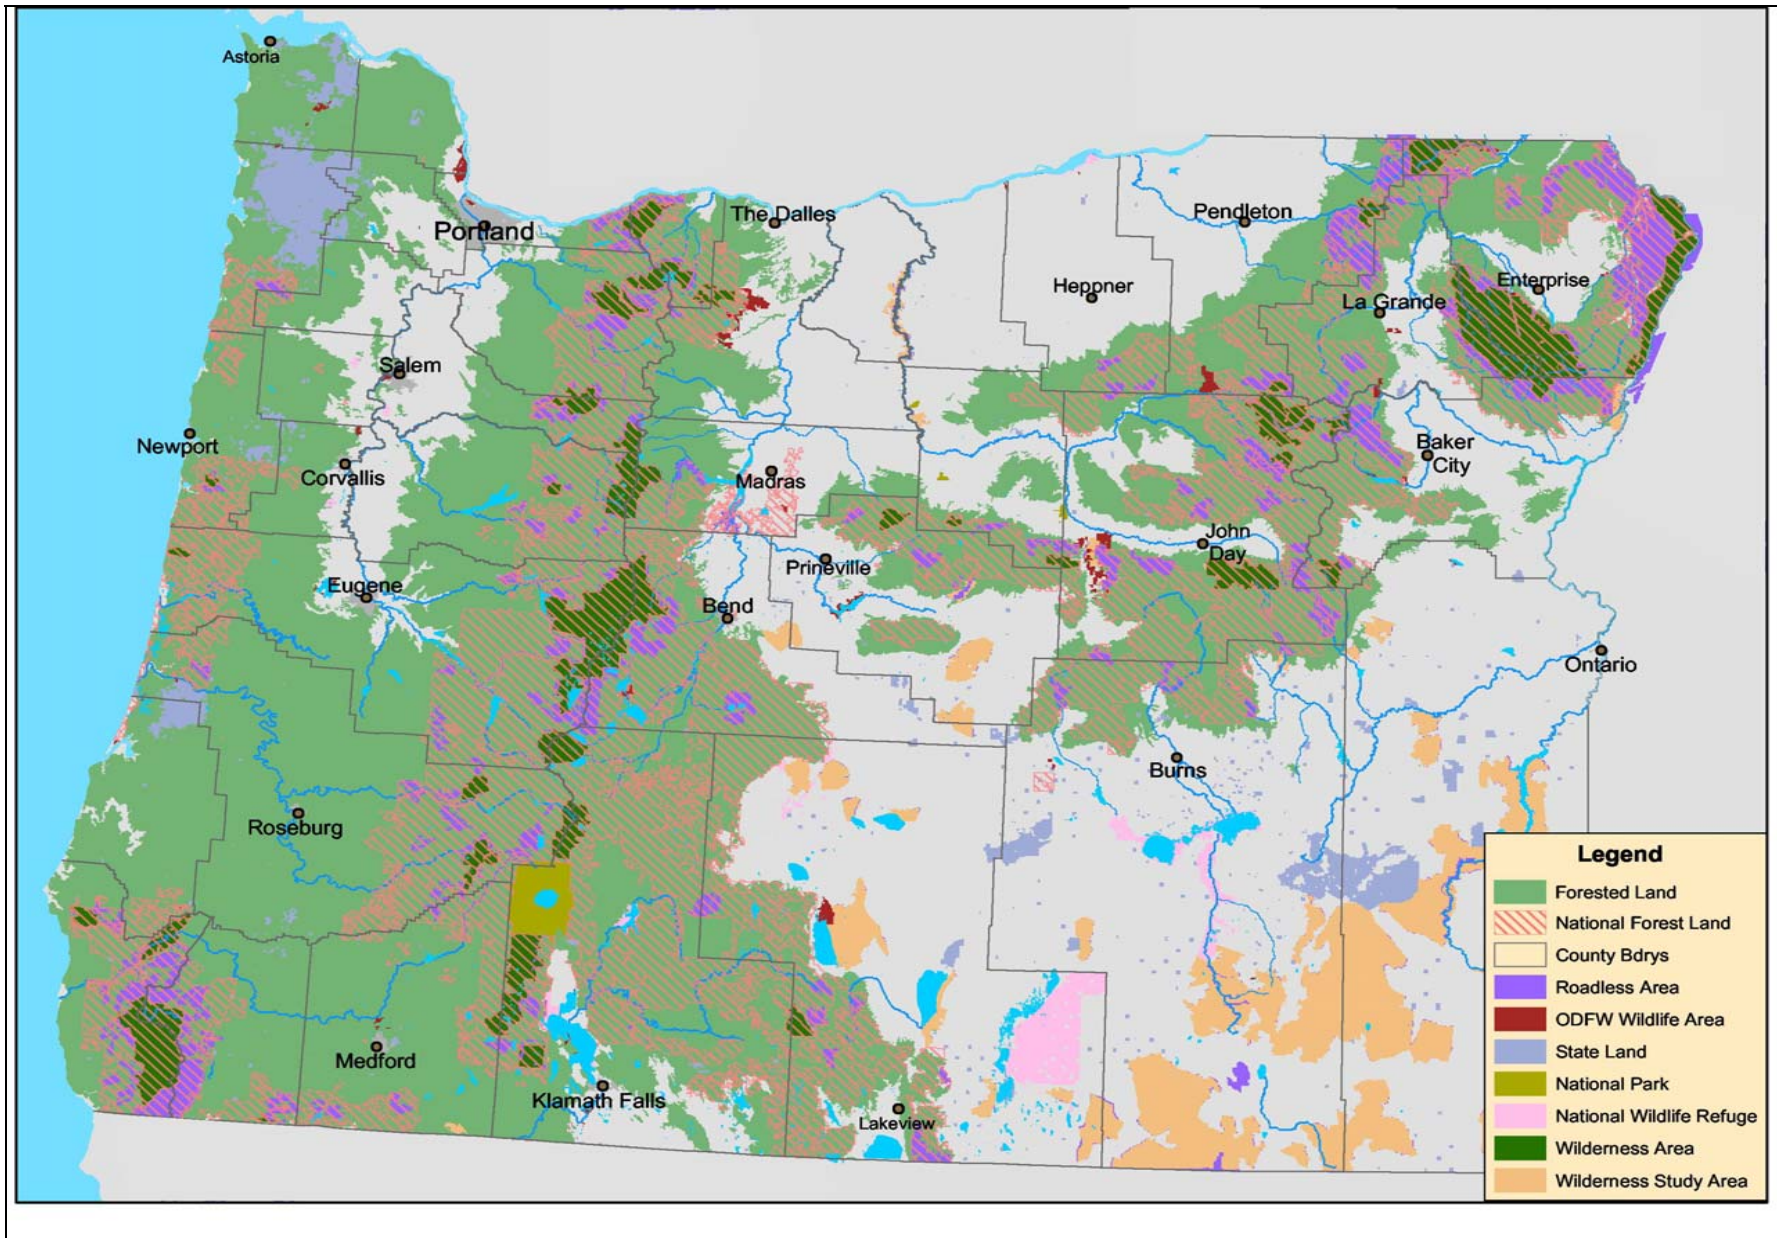 Astoria
Portland
The Dalles
Pendleton
Heppner
Enterprise
La Grande
Salem
Newport
Corvallis
Madras
Baker
City
John
Day
Prineville
Eugene
Bend
Ontario
Burns
Roseburg
Medford
Klamath Falls
Lakeview
Legend
Forested Land
National Forest Land
County Bdrys
Roadless Area
ODFW Wildlife Area
State Land
National Park
National Wildlife Refuge
Wilderness Area
Wilderness Study Area